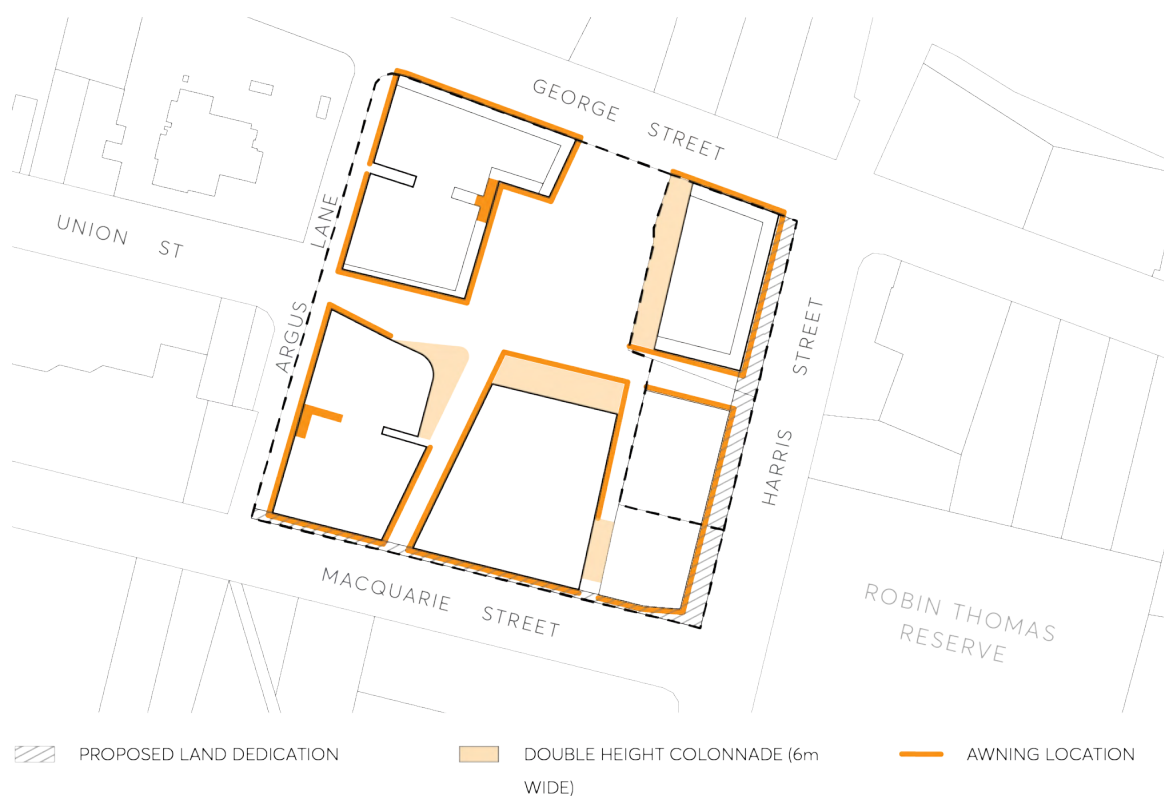 GEORGE STREET
UNION ST
ARGUS LANE
HARRIS STREET
MACQUARIE STREET
ROBIN THOMAS
RESERVE
PROPOSED LAND DEDICATION
DOUBLE HEIGHT COLONNADE (6m
WIDE)
AWNING LOCATION